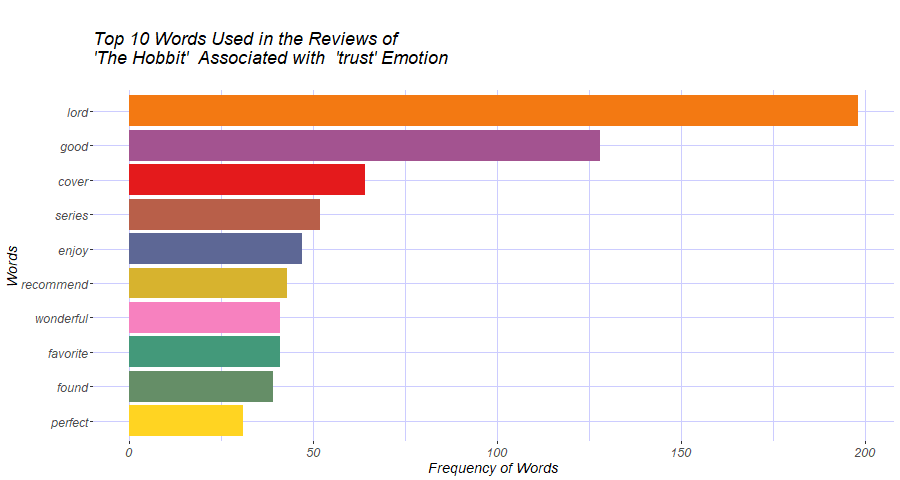 Top 10 Words Used in the Reviews of
'The Hobbit'  Associated with  'trust' Emotion
lord
good
cover
series
enjoy
recommend
wonderful
favorite
found
perfect
Words
0 50 100 150 200
Frequency of Words